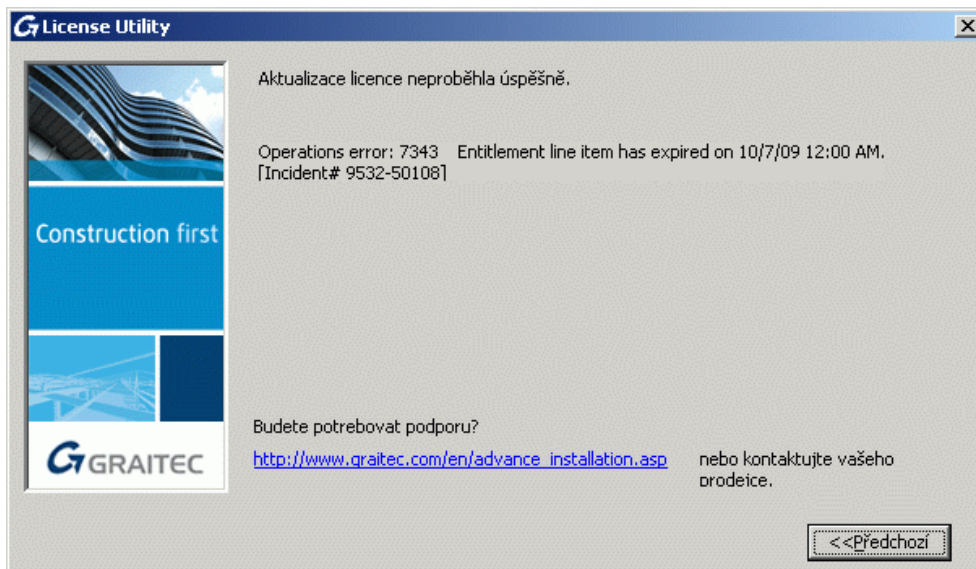 License Utility
Aktualizace licence neproběhla úspěšně.
Operations error: 7343 Entitlement line item has expired on 10/7/09 12:00 AM.
[Incident# 9532-50108]
Construction first
GRAITEC
Budete potrebovat podporu?
http://www.graitec.com/en/advance_installation.asp nebo kontaktujte vašeho
prodejce.
<<Předchozí